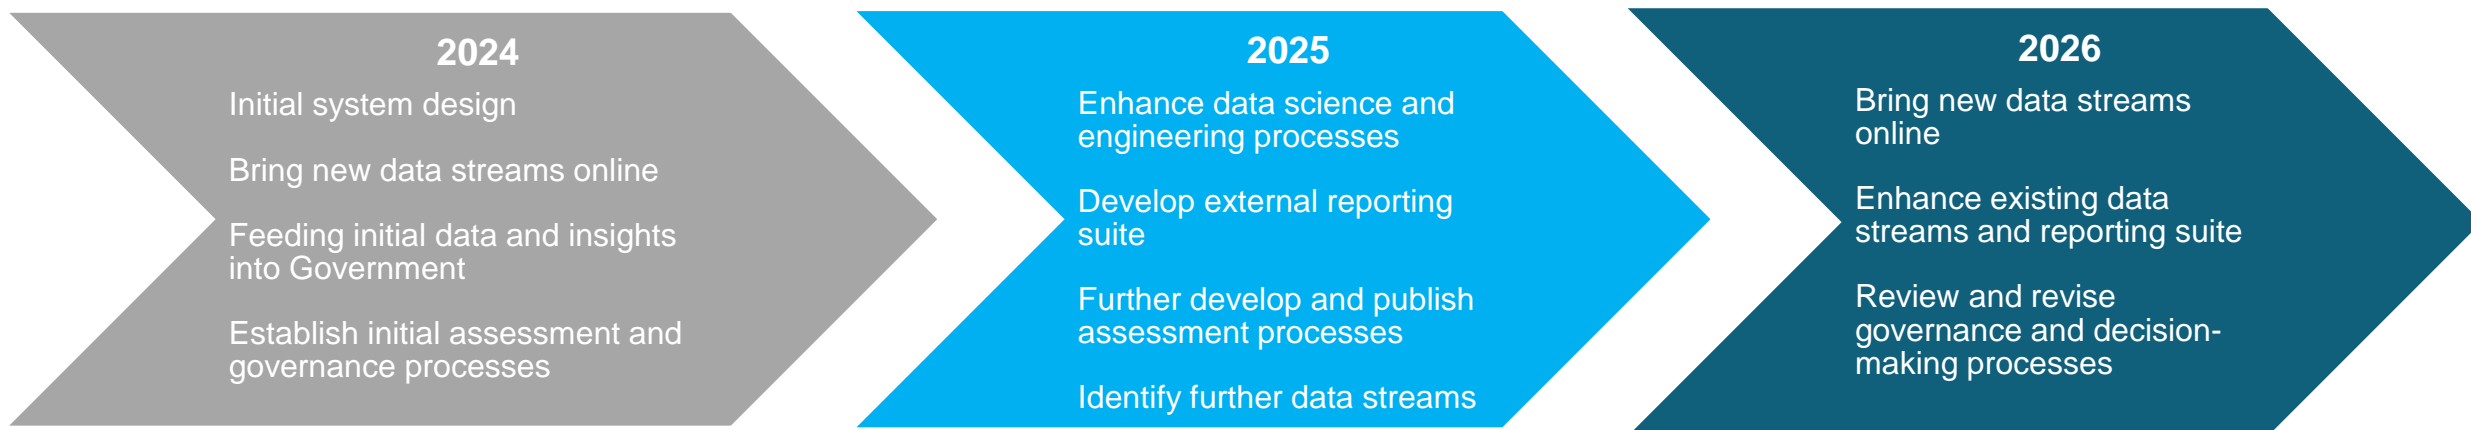 2024
Initial system design
Bring new data streams online
Feeding initial data and insights
into Government
Establish initial assessment and
governance processes
2025
Enhance data science and
engineering processes
Develop external reporting
suite
Further develop and publish
assessment processes
Identify further data streams
2026
Bring new data streams
online
Enhance existing data
streams and reporting suite
Review and revise
governance and decision-
making processes